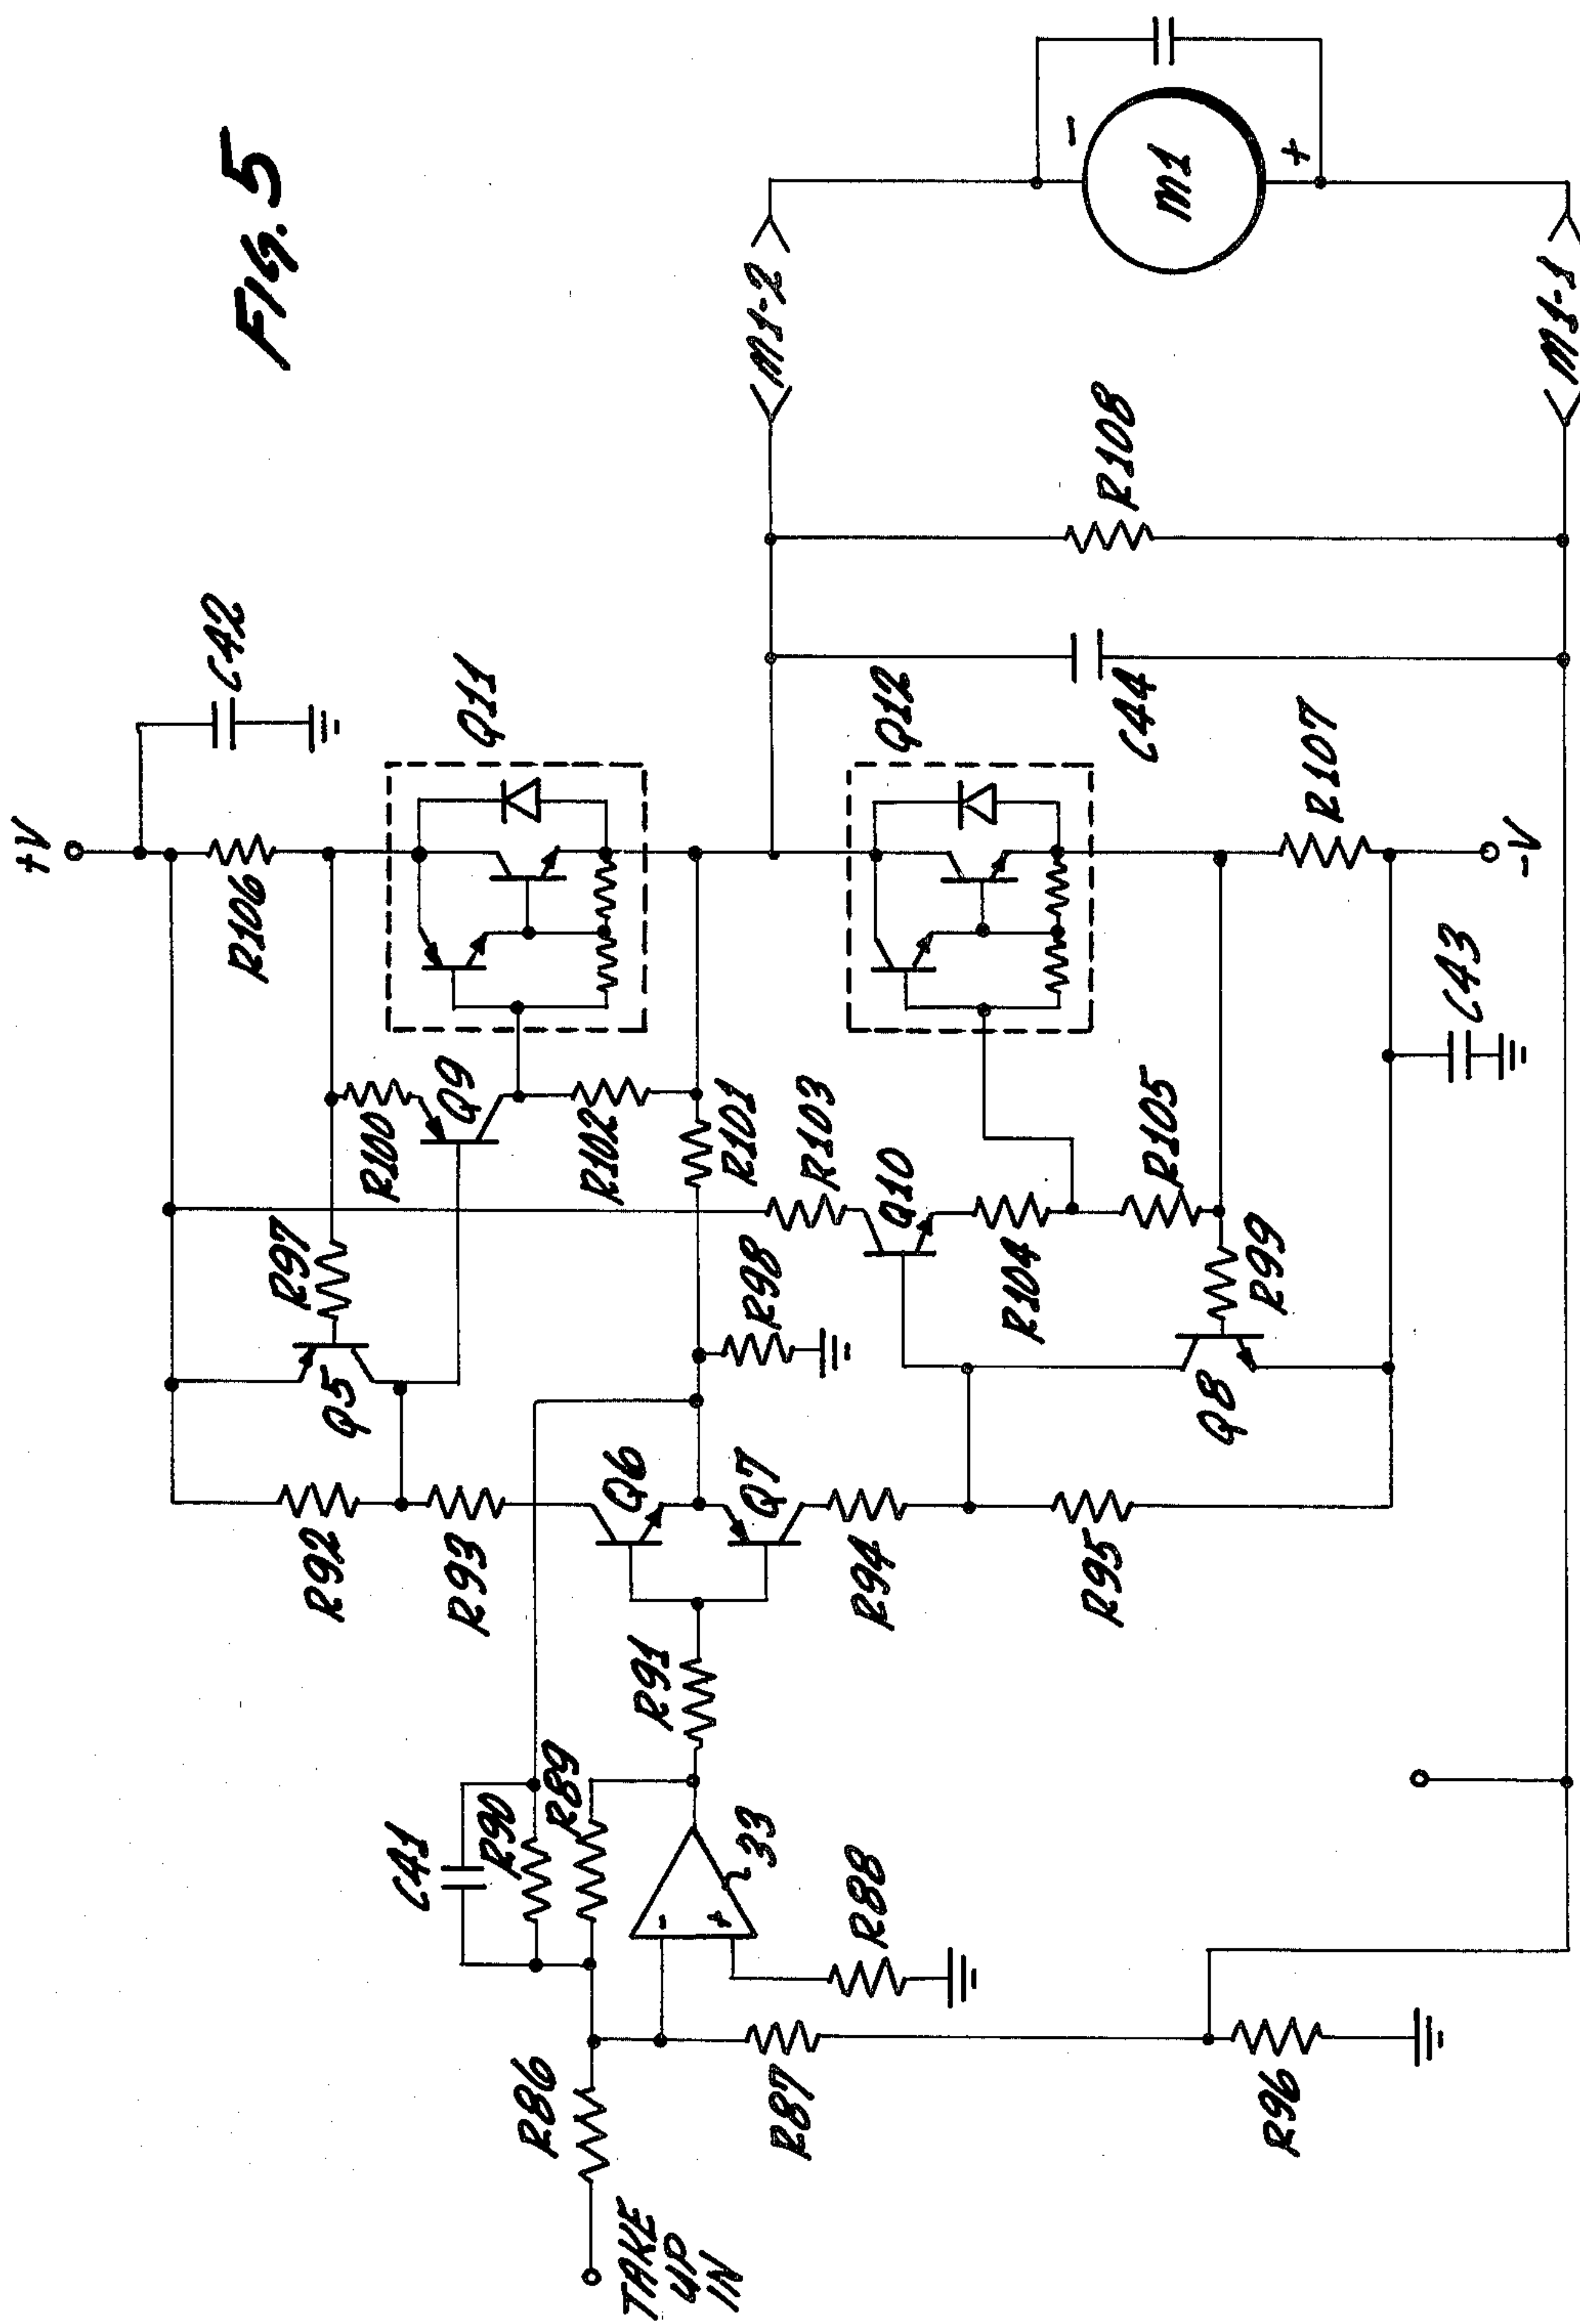 FIG. 5
+V
C42
R106
Q11
R100
Q9
R97
Q5
R92
R93
R102
R101
M1-2
-
M1
+
R108
C44
Q12
R103
Q10
R98
Q6
Q7
R91
C41
R90
R89
-
+
33
R88
R86
TAKE
UP
IN
R87
R94
R95
R104
R105
R99
Q8
R107
-V
C43
R96
M1-1